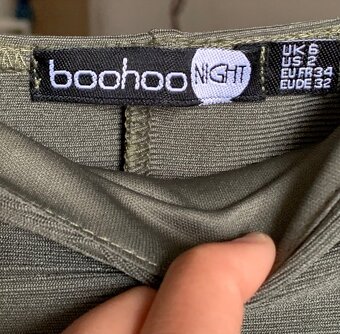 boohoo NIGHT
UK 6
US 2
EU FR 34
EU DE 32